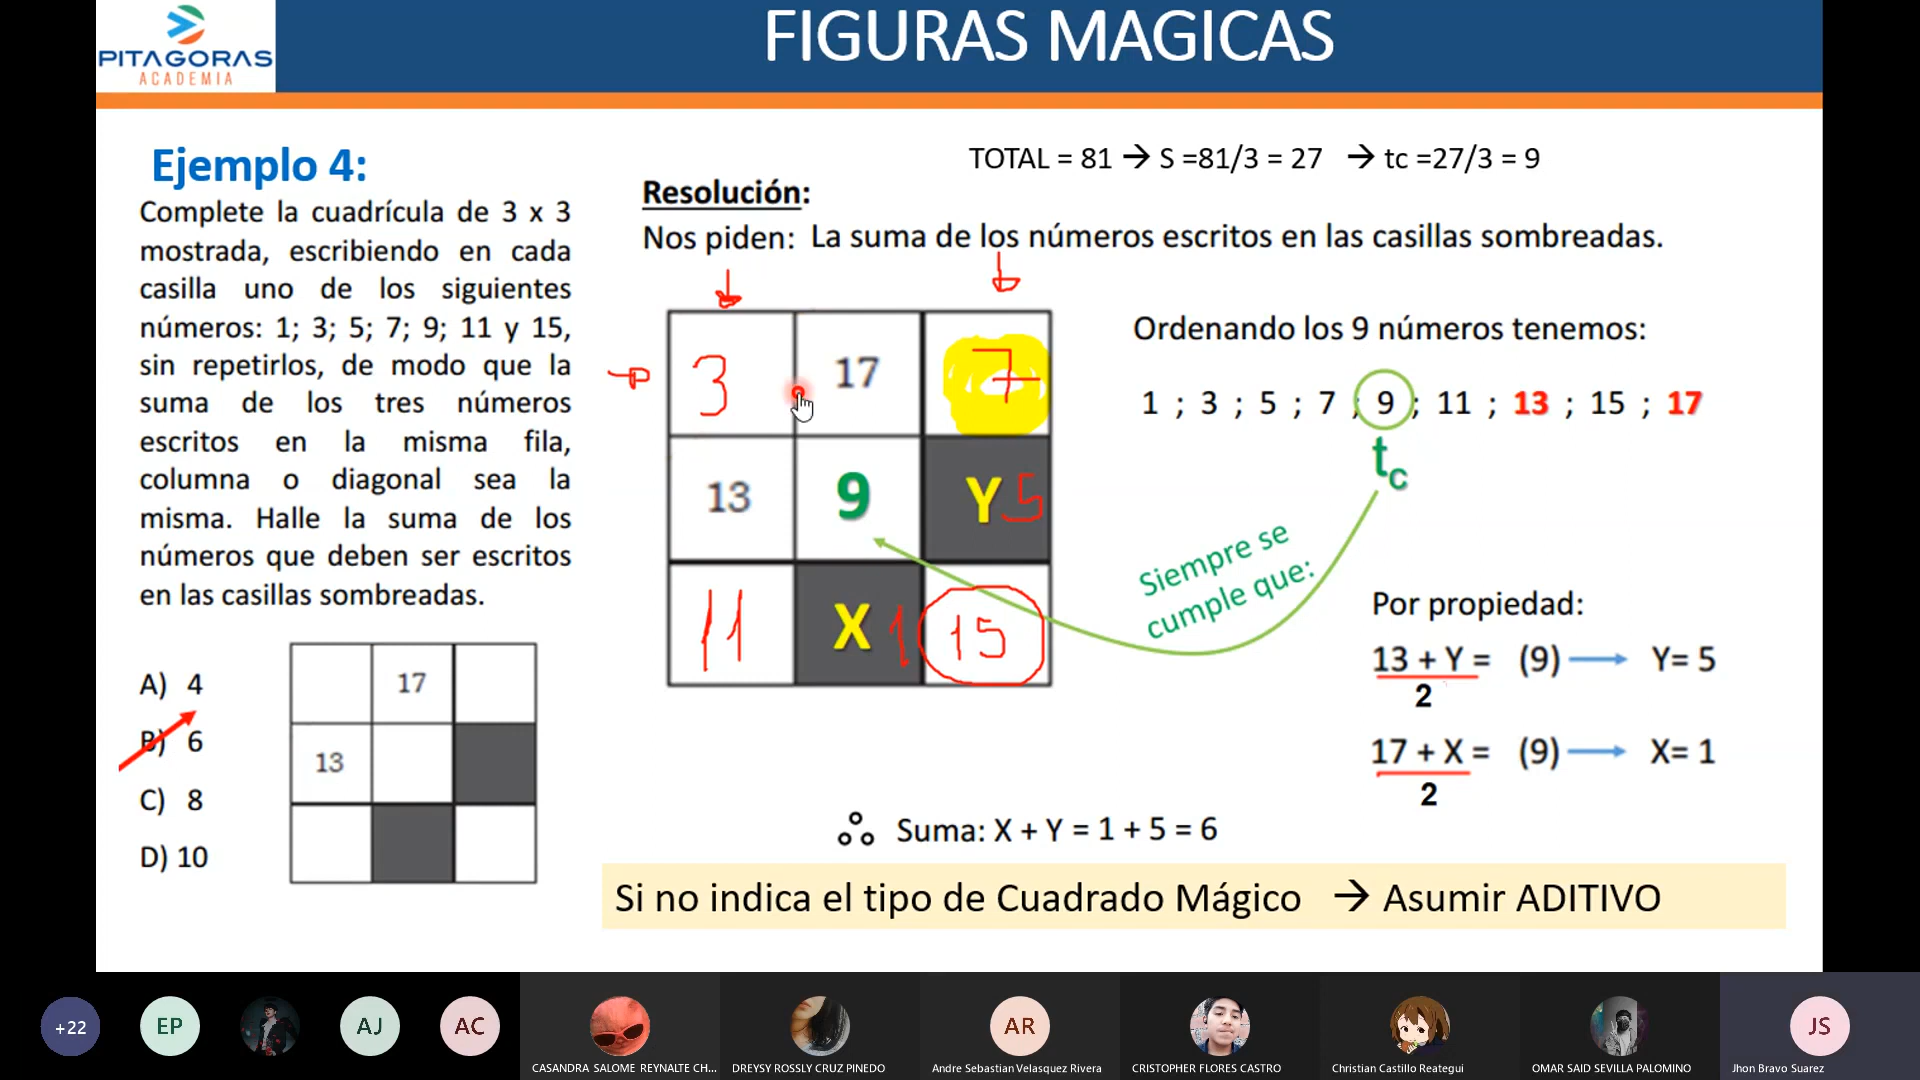 PITAGORAS
ACADEMIA
FIGURAS MAGICAS
Ejemplo 4:
Complete la cuadrícula de 3 x 3
mostrada, escribiendo en cada
casilla uno de los siguientes
números: 1; 3; 5; 7; 9; 11 y 15,
sin repetirlos, de modo que la
suma de los tres números
escritos en la misma fila,
columna o diagonal sea la
misma. Halle la suma de los
números que deben ser escritos
en las casillas sombreadas.
A) 4
B) 6
C) 8
D) 10
17
13
TOTAL = 81 → S =81/3 = 27 → tc =27/3 = 9
Resolución:
Nos piden: La suma de los números escritos en las casillas sombreadas.
3 17 7
13 9 Y 5
11 X 1 15
Ordenando los 9 números tenemos:
1 ; 3 ; 5 ; 7 ; 9 ; 11 ; 13 ; 15 ; 17
tc
Siempre se
cumple que:
Por propiedad:
13 + Y = (9) → Y= 5
2
17 + X = (9) → X= 1
2
∴ Suma: X + Y = 1 + 5 = 6
Si no indica el tipo de Cuadrado Mágico → Asumir ADITIVO
+22
EP
AJ
AC
AR
JS
CASANDRA SALOME REYNALTE CH...
DREYSY ROSSLY CRUZ PINEDO
Andre Sebastian Velasquez Rivera
CRISTOPHER FLORES CASTRO
Christian Castillo Reategui
OMAR SAID SEVILLA PALOMINO
Jhon Bravo Suarez